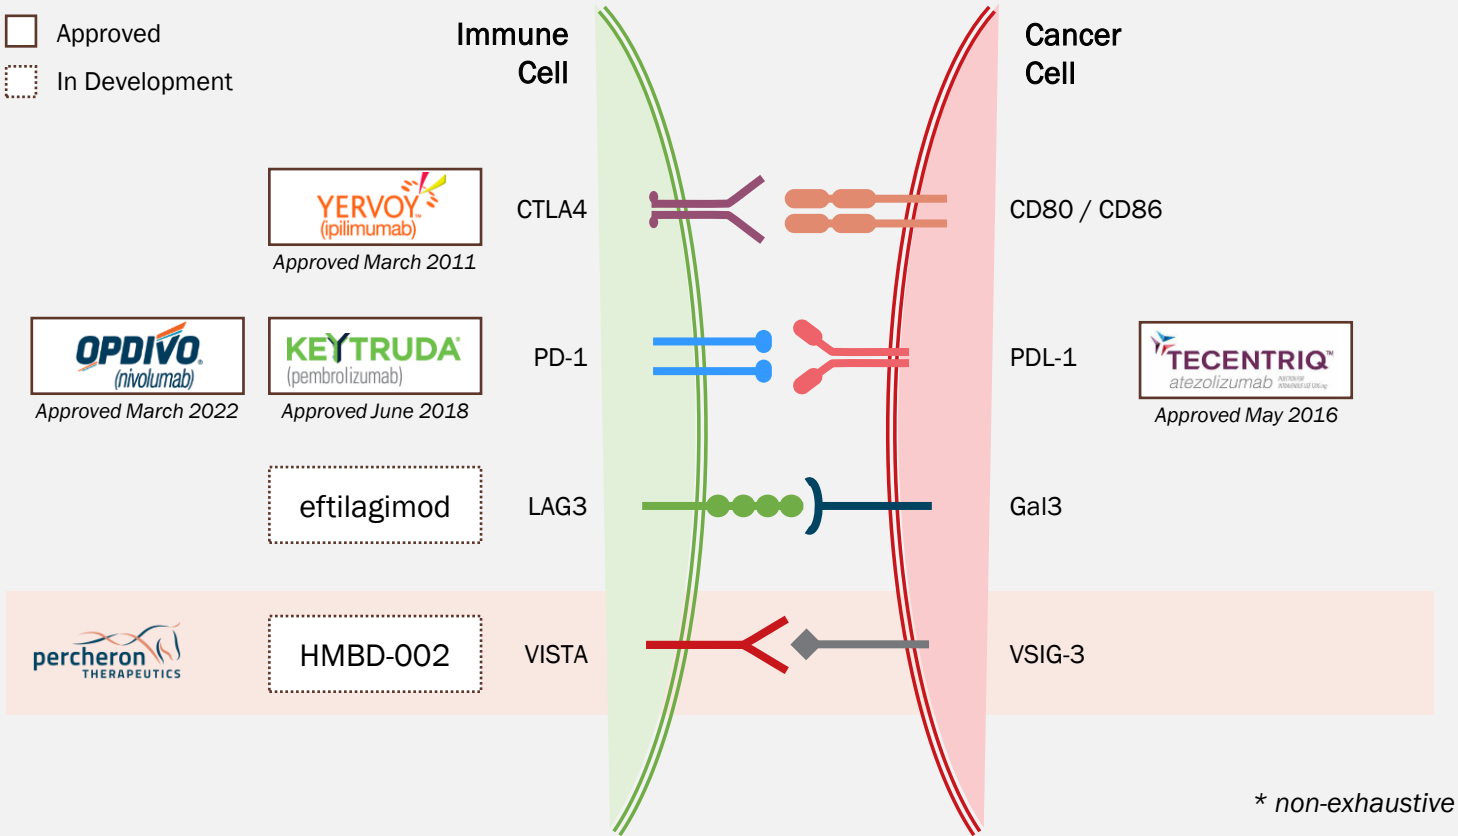 Approved
In Development
Immune
Cell
Cancer
Cell
YERVOY™
(ipilimumab)
Approved March 2011
CTLA4
CD80 / CD86
OPDIVO®
(nivolumab)
Approved March 2022
KEYTRUDA®
(pembrolizumab)
Approved June 2018
PD-1
PDL-1
TECENTRIQ™
atezolizumab
Approved May 2016
eftilagimod
LAG3
Gal3
percheron
THERAPEUTICS
HMBD-002
VISTA
VSIG-3
* non-exhaustive